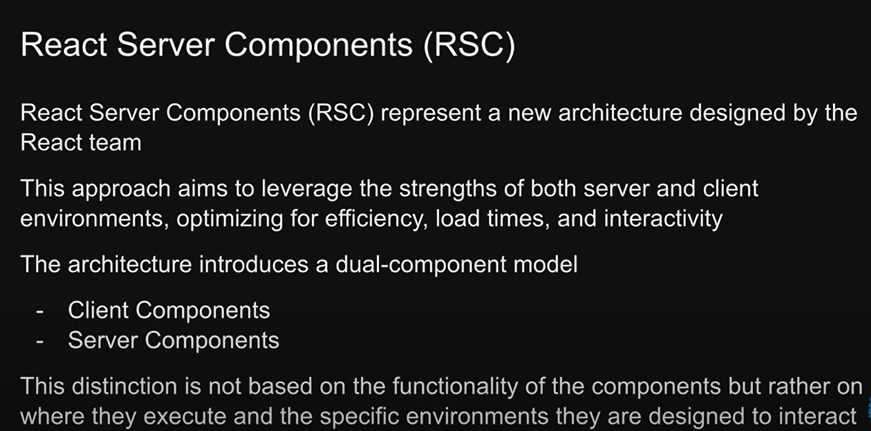 React Server Components (RSC)
React Server Components (RSC) represent a new architecture designed by the
React team
This approach aims to leverage the strengths of both server and client
environments, optimizing for efficiency, load times, and interactivity
The architecture introduces a dual-component model
- Client Components
- Server Components
This distinction is not based on the functionality of the components but rather on
where they execute and the specific environments they are designed to interact